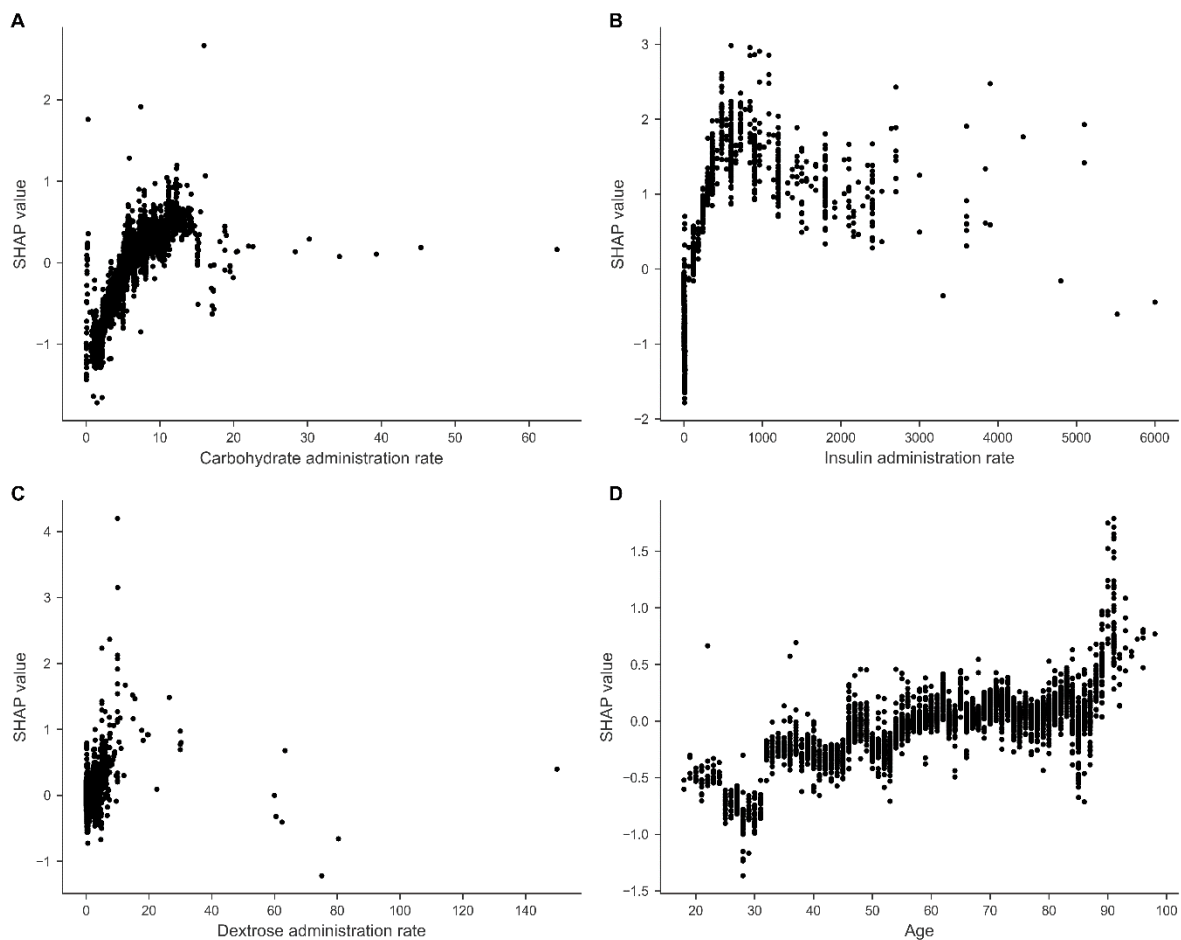 A
B
SHAP value
2
1
0
−1
0 10 20 30 40 50 60
Carbohydrate administration rate
SHAP value
3
2
1
0
−1
−2
0 1000 2000 3000 4000 5000 6000
Insulin administration rate
C
D
SHAP value
4
3
2
1
0
−1
0 20 40 60 80 100 120 140
Dextrose administration rate
SHAP value
1.5
1.0
0.5
0.0
−0.5
−1.0
−1.5
20 30 40 50 60 70 80 90 100
Age